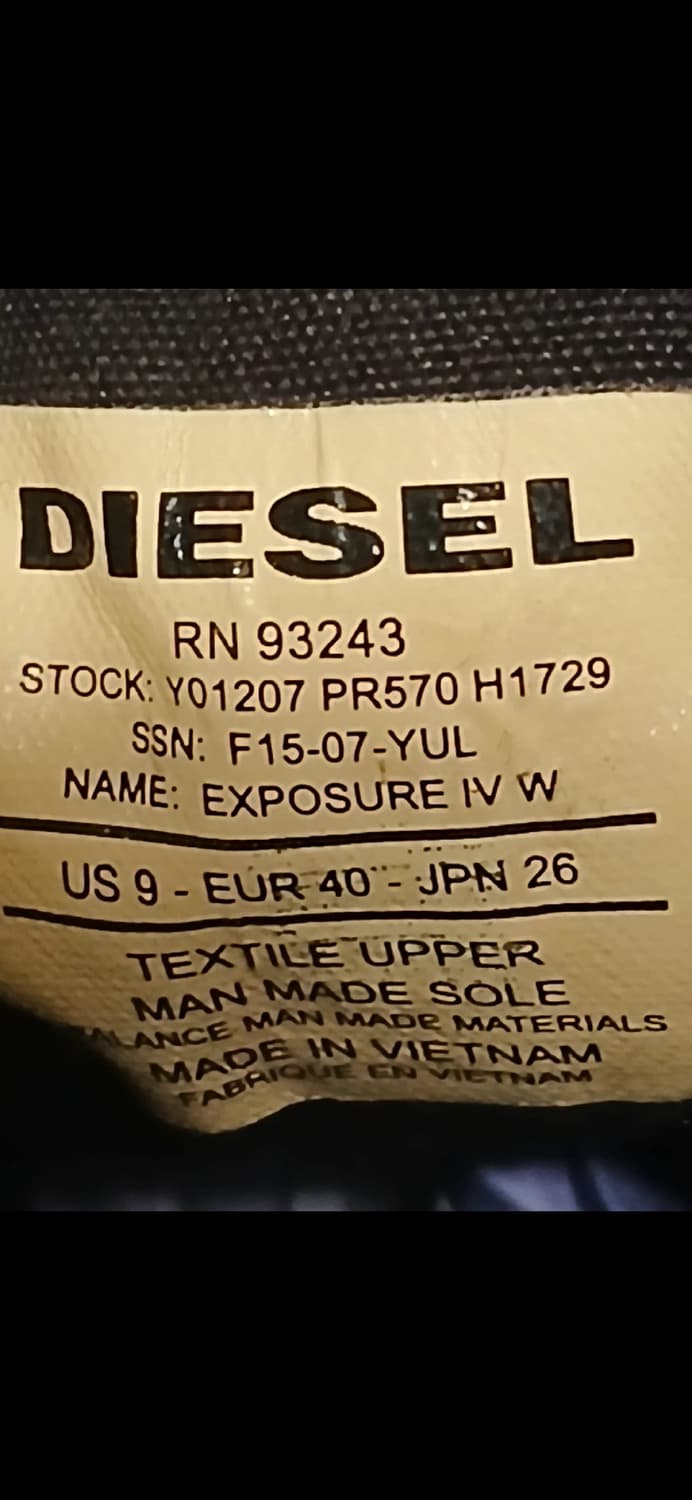 DIESEL
RN 93243
STOCK: Y01207 PR570 H1729
SSN: F15-07-YUL
NAME: EXPOSURE IV W
US 9 - EUR 40 - JPN 26
TEXTILE UPPER
MAN MADE SOLE
BALANCE MAN MADE MATERIALS
MADE IN VIETNAM
FABRIQUE EN VIETNAM